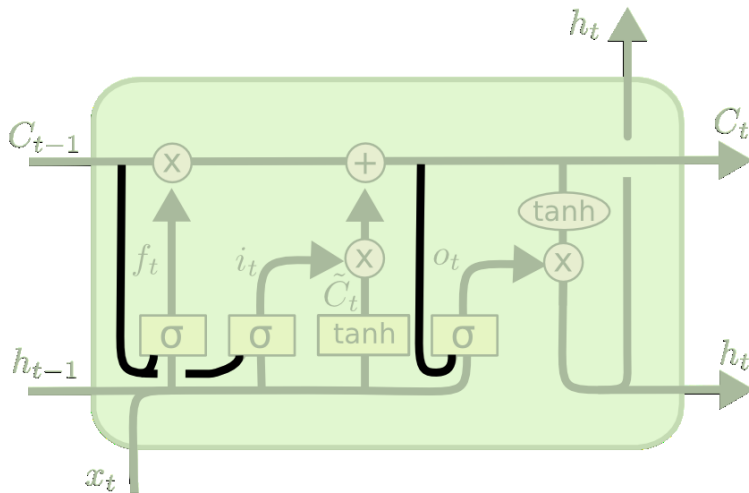 h_t
C_{t-1} x + C_t
tanh
f_t i_t x o_t x
C̃_t
σ σ tanh σ
h_{t-1} h_t
x_t